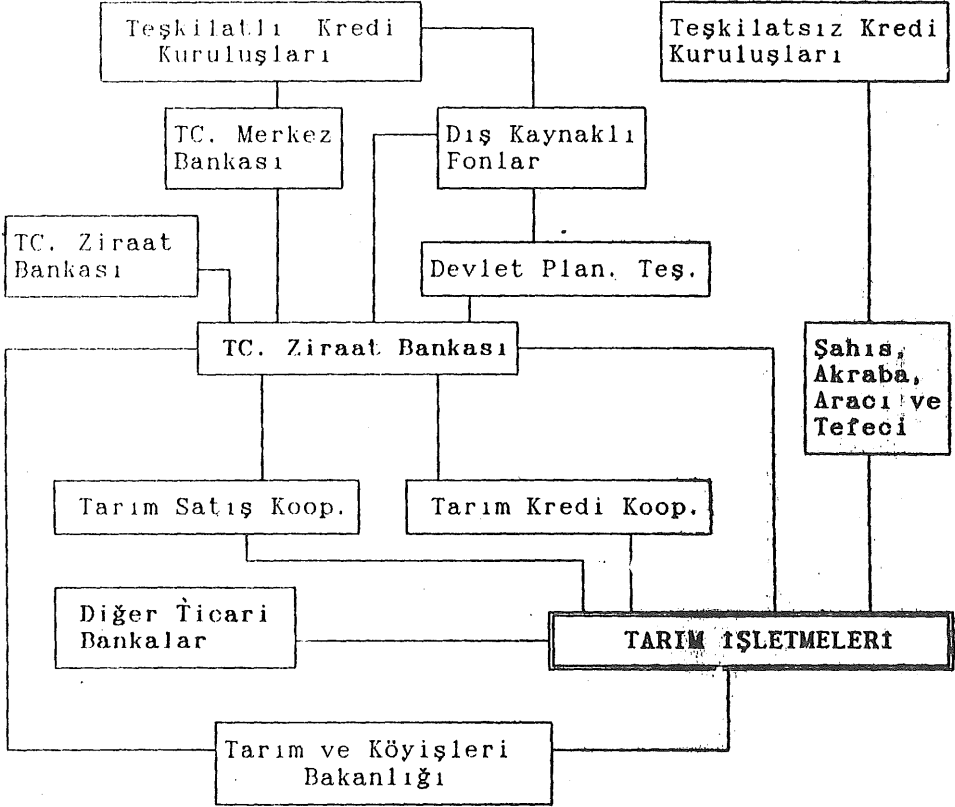 Teşkilatlı Kredi
Kuruluşları
Teşkilatsız Kredi
Kuruluşları
TC. Merkez
Bankası
Dış Kaynaklı
Fonlar
TC. Ziraat
Bankası
Devlet Plan. Teş.
TC. Ziraat Bankası
Şahıs,
Akraba,
Aracı ve
Tefeci
Tarım Satış Koop.
Tarım Kredi Koop.
Diğer Ticari
Bankalar
TARIM İŞLETMELERİ
Tarım ve Köyişleri
Bakanlığı